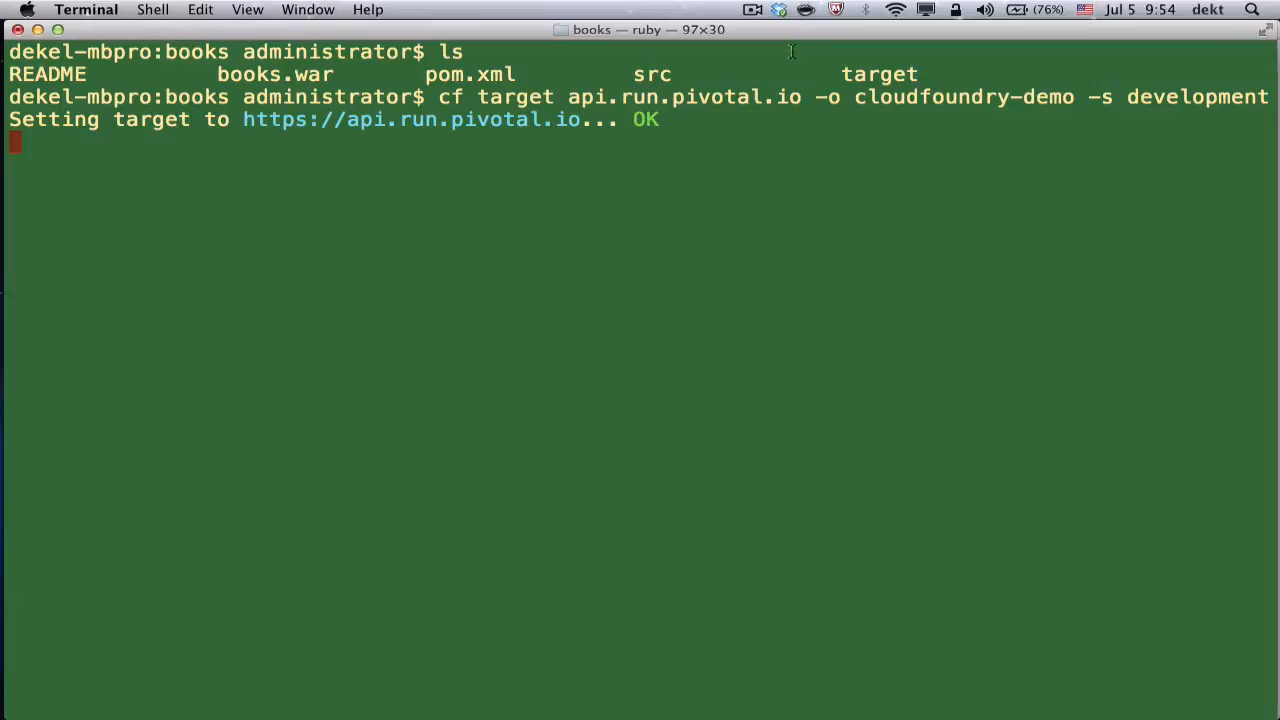 Terminal Shell Edit View Window Help (76%) Jul 5 9:54 dekt
books — ruby — 97×30
dekel-mbpro:books administrator$ ls
README books.war pom.xml src target
dekel-mbpro:books administrator$ cf target api.run.pivotal.io -o cloudfoundry-demo -s development
Setting target to https://api.run.pivotal.io... OK